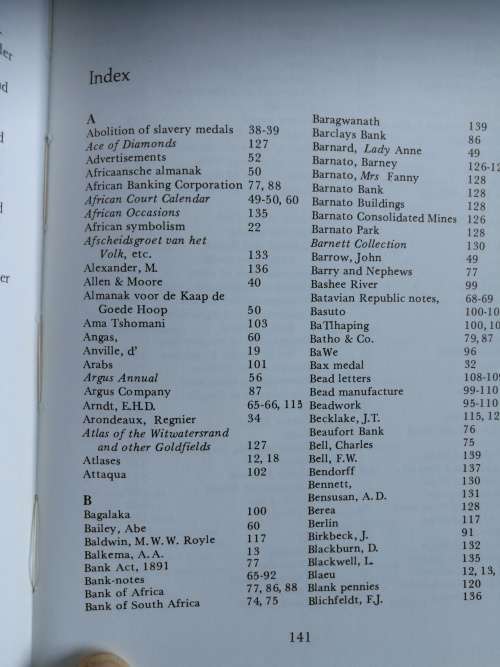 Index
A
Abolition of slavery medals 38-39
Ace of Diamonds 127
Advertisements 52
Africaansche almanak 50
African Banking Corporation 77, 88
African Court Calendar 49-50, 60
African Occasions 135
African symbolism 22
Afscheidsgroet van het
Volk, etc. 133
Alexander, M. 136
Allen & Moore 40
Almanak voor de Kaap de
Goede Hoop 50
Ama Tshomani 103
Angas, 60
Anville, d' 19
Arabs 101
Argus Annual 56
Argus Company 87
Arndt, E.H.D. 65-66, 113
Arondeaux, Regnier 34
Atlas of the Witwatersrand
and other Goldfields 127
Atlases 12, 18
Attaqua 102
B
Bagalaka 100
Bailey, Abe 60
Baldwin, M.W.W. Royle 117
Balkema, A.A. 13
Bank Act, 1891 77
Bank-notes 65-92
Bank of Africa 77, 86, 88
Bank of South Africa 74, 75
Baragwanath 139
Barclays Bank 86
Barnard, Lady Anne 49
Barnato, Barney
Barnato, Mrs Fanny 128
Barnato Bank 128
Barnato Buildings 128
Barnato Consolidated Mines 126
Barnato Park 128
Barnett Collection 130
Barrow, John 49
Barry and Nephews 77
Bashee River 99
Batavian Republic notes, 68-69
Basuto
BaTlhaping 100,
Batho & Co. 79, 87
BaWe 96
Bax medal 32
Bead letters
Bead manufacture 99-110
Beadwork 95-110
Becklake, J.T. 115,
Beaufort Bank 76
Bell, Charles 75
Bell, F.W. 139
Bendorff 137
Bennett, 130
Bensusan, A.D. 131
Berea 128
Berlin 117
Birkbeck, J. 91
Blackburn, D. 132
Blackwell, L. 135
Blaeu 12, 13,
Blank pennies 120
Blichfeldt, F.J. 136
141